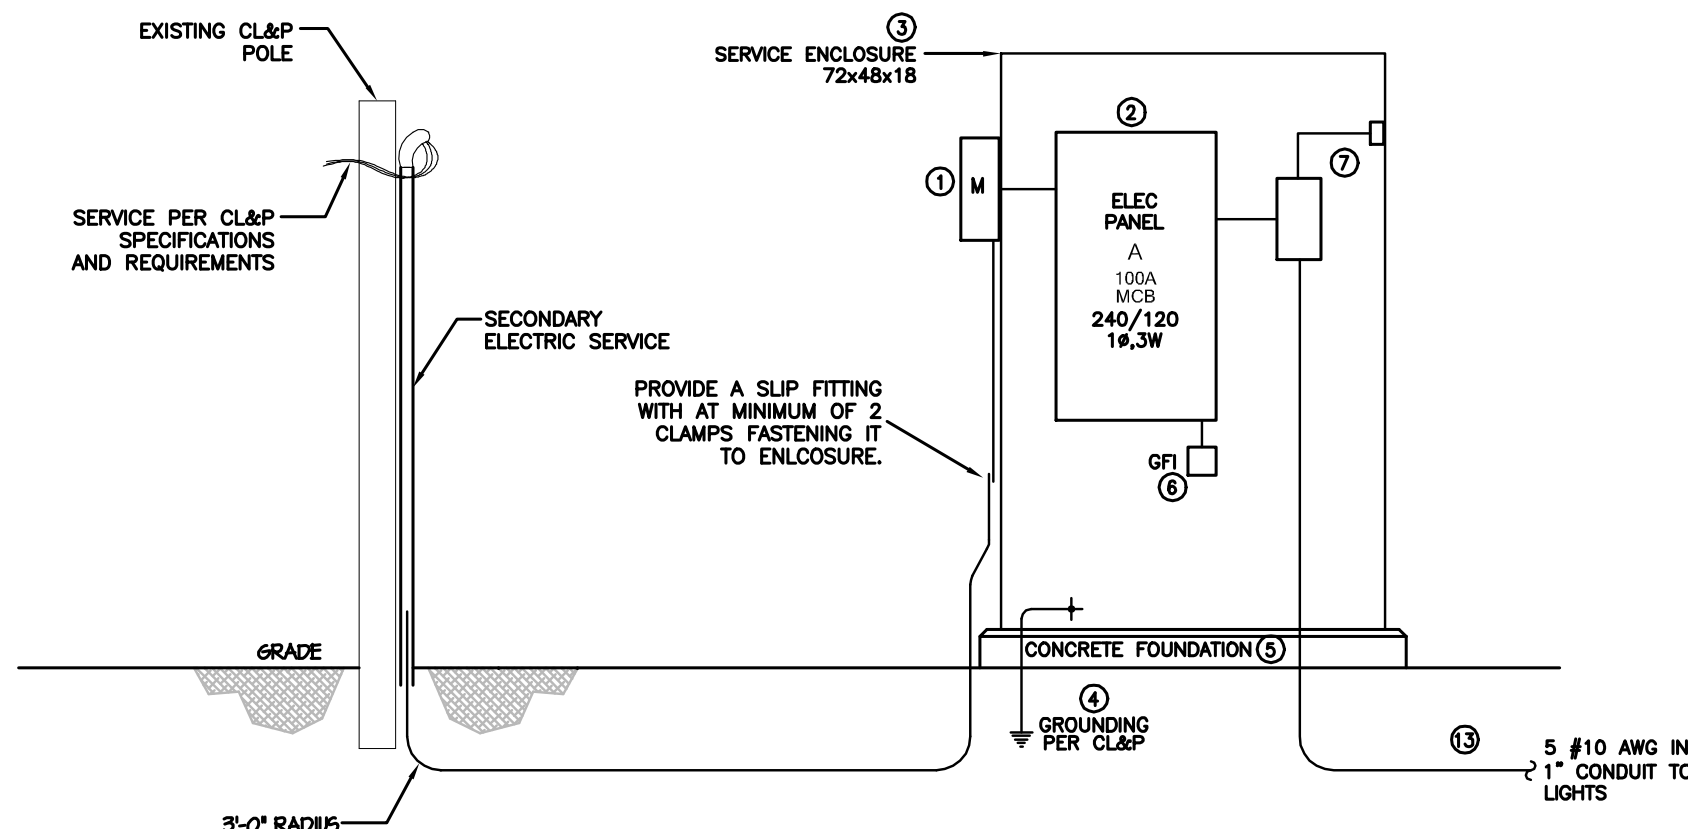 EXISTING CL&P
POLE
3
SERVICE ENCLOSURE
72x48x18
2
7
1
M
ELEC
PANEL
A
100A
MCB
240/120
1ø,3W
SERVICE PER CL&P
SPECIFICATIONS
AND REQUIREMENTS
SECONDARY
ELECTRIC SERVICE
PROVIDE A SLIP FITTING
WITH AT MINIMUM OF 2
CLAMPS FASTENING IT
TO ENLCOSURE.
GFI
6
GRADE
CONCRETE FOUNDATION 5
4
GROUNDING
PER CL&P
13
5 #10 AWG IN
1" CONDUIT TO
LIGHTS
3'-0" RADIUS